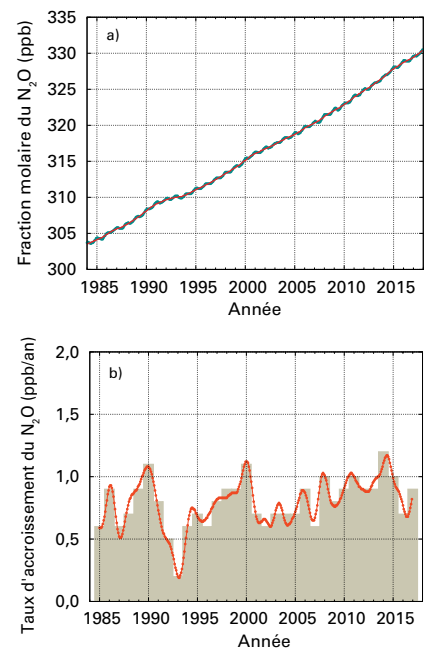 Fraction molaire du N₂O (ppb)
335
330
325
320
315
310
305
300
a)
1985 1990 1995 2000 2005 2010 2015
Année
Taux d'accroissement du N₂O (ppb/an)
2,0
1,5
1,0
0,5
0,0
b)
1985 1990 1995 2000 2005 2010 2015
Année